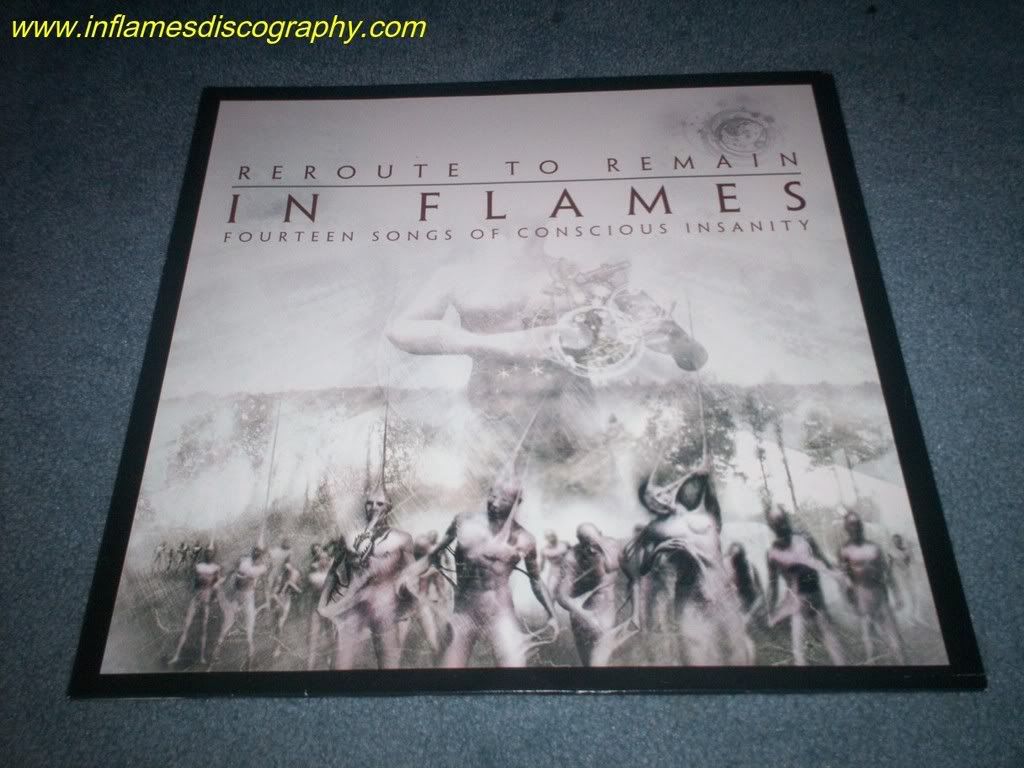 www.inflamesdiscography.com
REROUTE TO REMAIN
IN FLAMES
FOURTEEN SONGS OF CONSCIOUS INSANITY